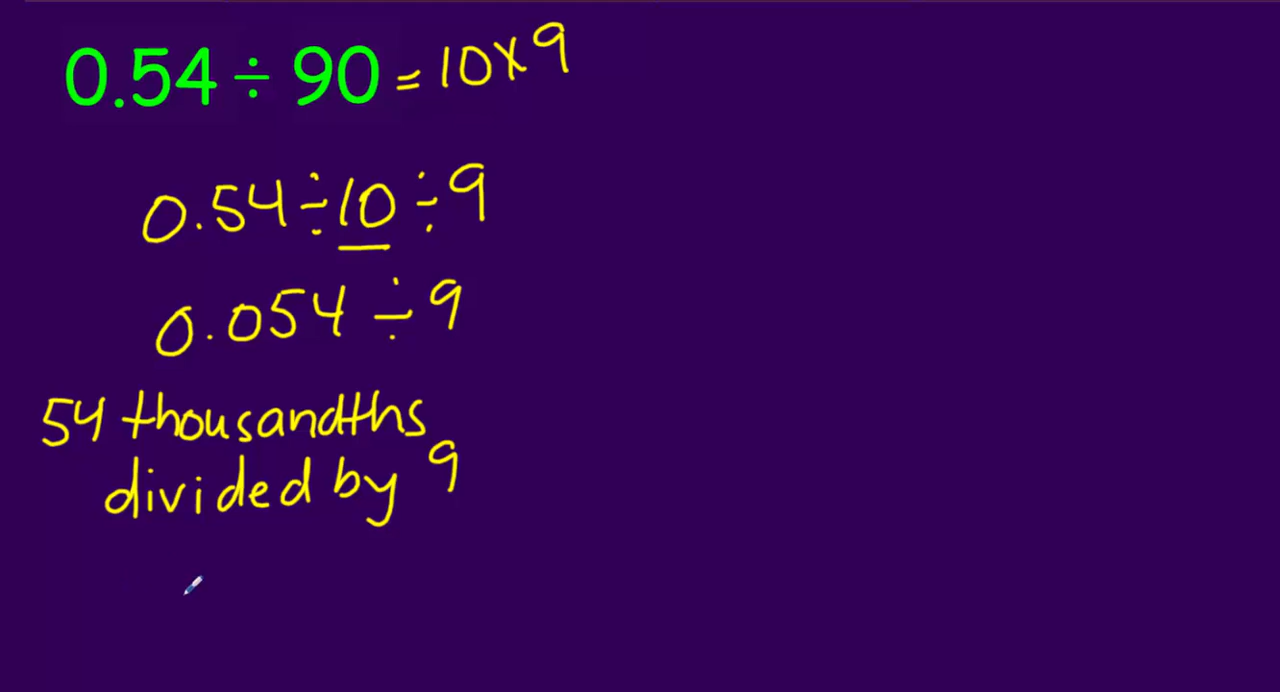 0.54 ÷ 90 = 10 x 9
0.54 ÷ 10 ÷ 9
0.054 ÷ 9
54 thousandths
divided by 9